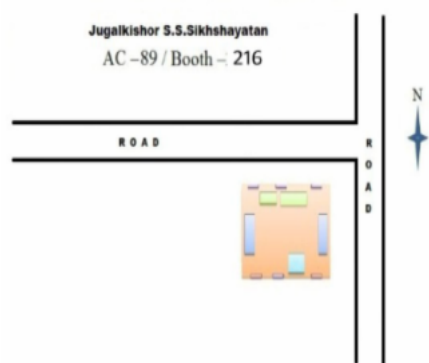 Jugalkishor S.S.Sikhshayatan
AC –89 / Booth – 216
N
ROAD
ROAD